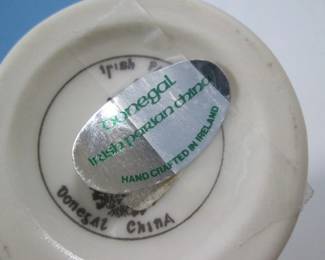 Irish P
Donegal
Irish Parian China
HAND CRAFTED IN IRELAND
Donegal China